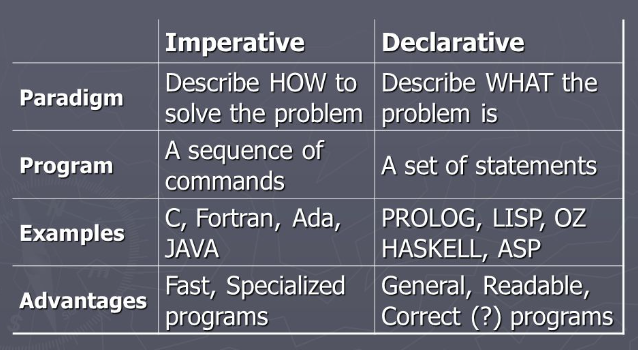 Imperative Declarative
Paradigm
Describe HOW to
solve the problem
Describe WHAT the
problem is
Program
A sequence of
commands
A set of statements
Examples
C, Fortran, Ada,
JAVA
PROLOG, LISP, OZ
HASKELL, ASP
Advantages
Fast, Specialized
programs
General, Readable,
Correct (?) programs